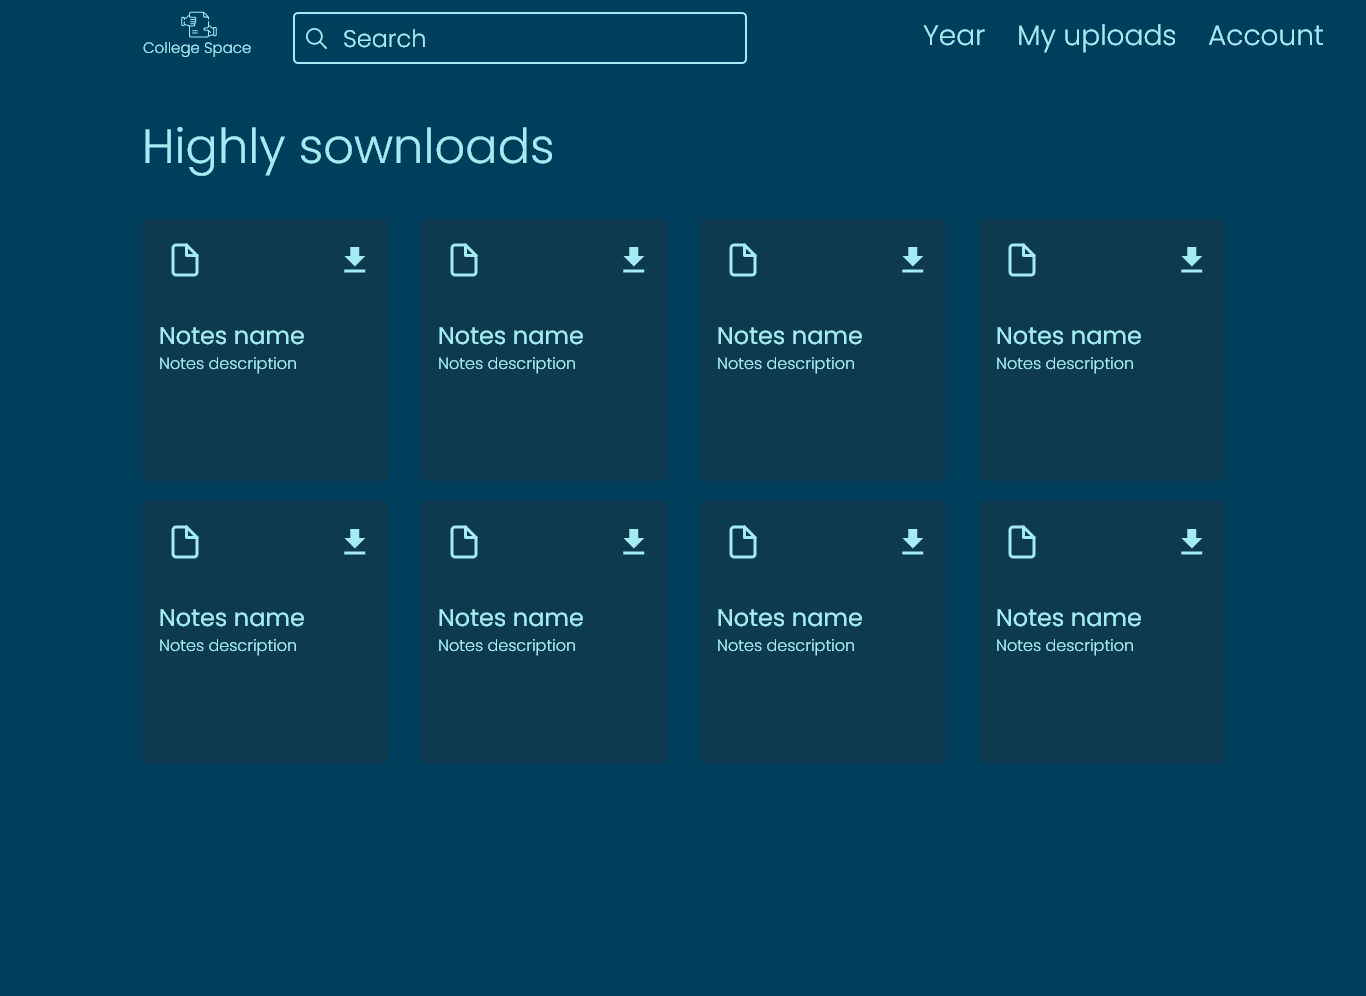 College Space
Search
Year
My uploads
Account
Highly sownloads
Notes name
Notes description
Notes name
Notes description
Notes name
Notes description
Notes name
Notes description
Notes name
Notes description
Notes name
Notes description
Notes name
Notes description
Notes name
Notes description